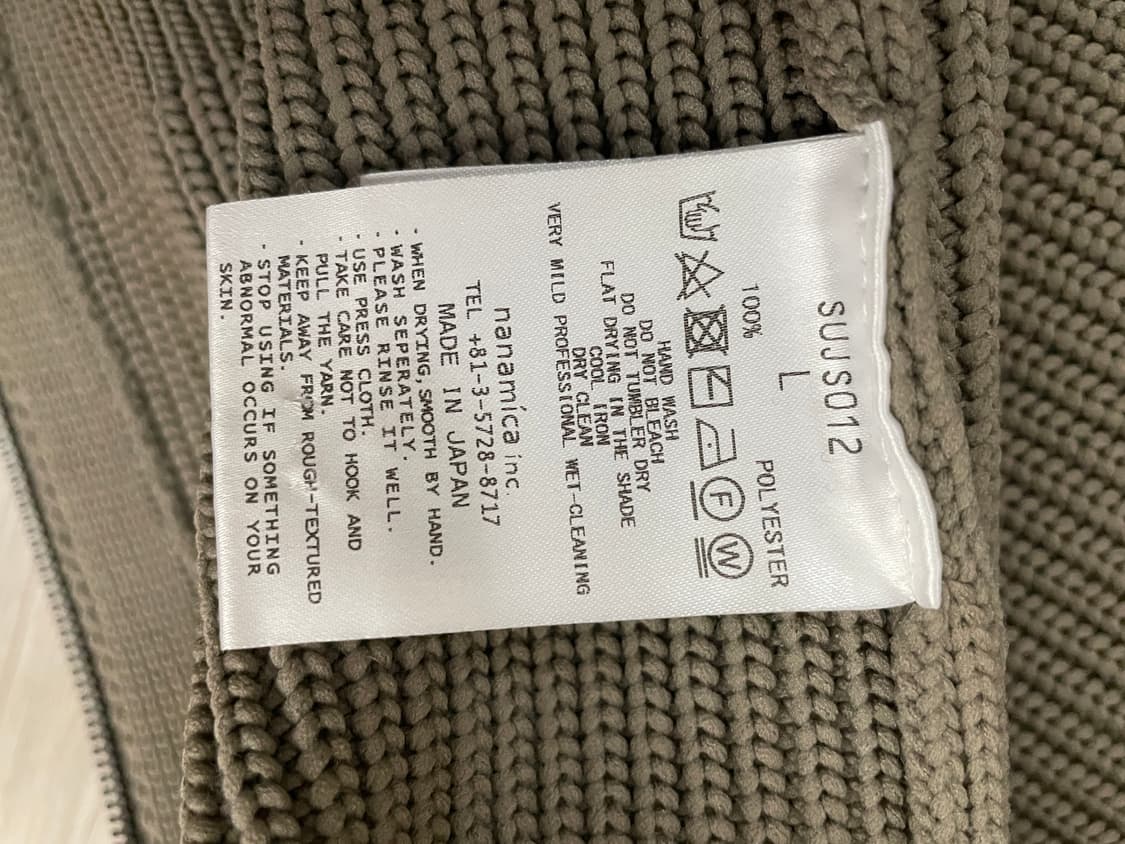 SUJS012
L
100% POLYESTER
F W
HAND WASH
DO NOT BLEACH
DO NOT TUMBLER DRY
FLAT DRYING IN THE SHADE
COOL IRON
DRY CLEAN
VERY MILD PROFESSIONAL WET-CLEANING
nanamíca inc.
TEL +81-3-5728-8717
MADE IN JAPAN
· WHEN DRYING, SMOOTH BY HAND.
· WASH SEPERATELY.
· PLEASE RINSE IT WELL.
· USE PRESS CLOTH.
· TAKE CARE NOT TO HOOK AND
PULL THE YARN.
· KEEP AWAY FROM ROUGH-TEXTURED
MATERIALS.
· STOP USING IF SOMETHING
ABNORMAL OCCURS ON YOUR
SKIN.